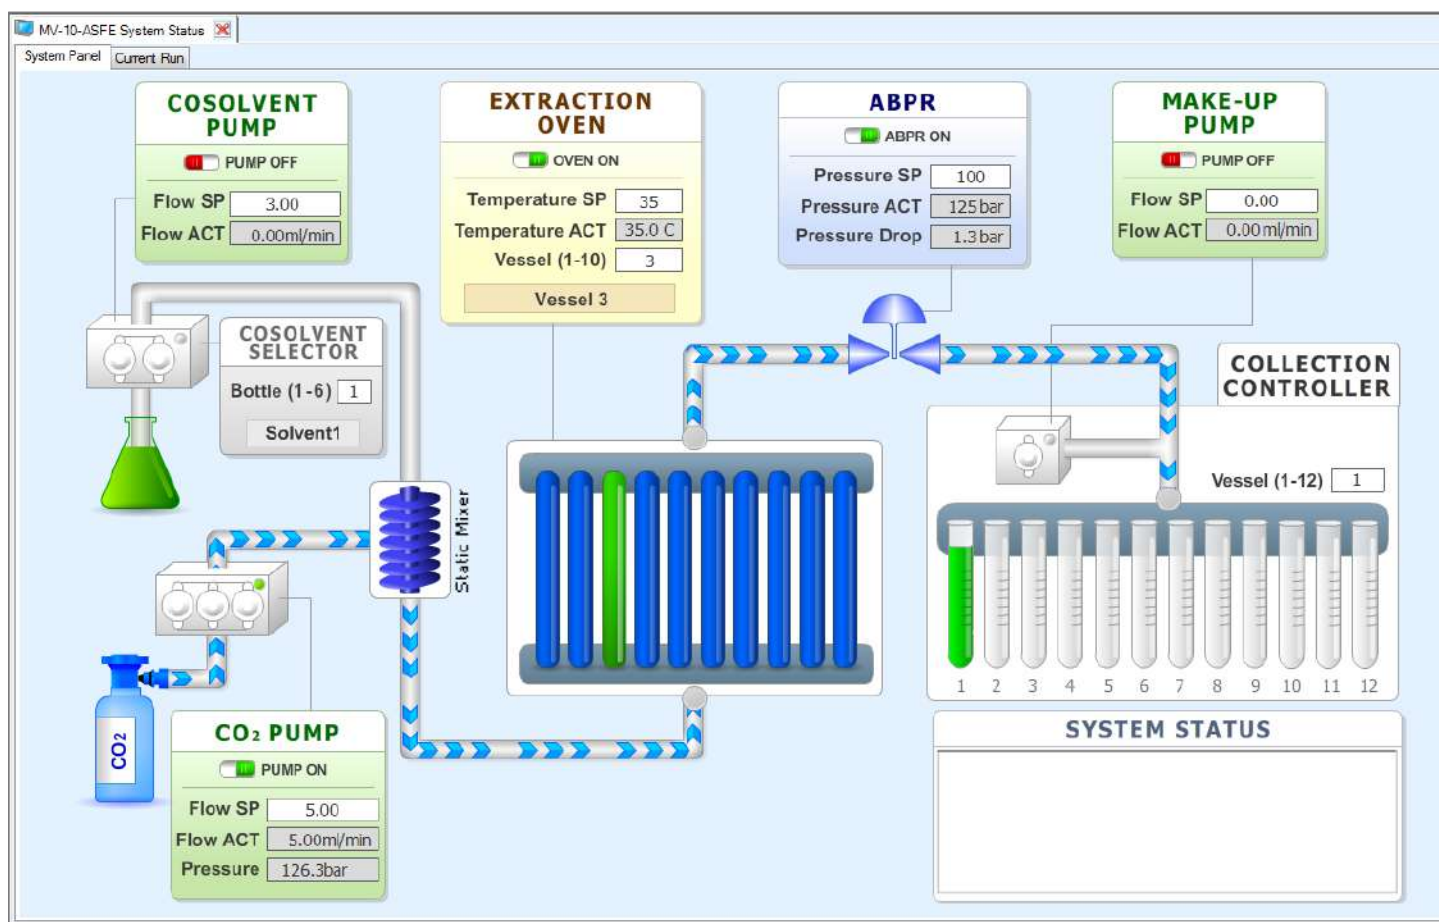 MV-10-ASFE System Status
System Panel
Current Run
COSOLVENT
PUMP
PUMP OFF
Flow SP 3.00
Flow ACT 0.00ml/min
EXTRACTION
OVEN
OVEN ON
Temperature SP 35
Temperature ACT 35.0 C
Vessel (1-10) 3
Vessel 3
ABPR
ABPR ON
Pressure SP 100
Pressure ACT 125bar
Pressure Drop 1.3bar
MAKE-UP
PUMP
PUMP OFF
Flow SP 0.00
Flow ACT 0.00ml/min
COSOLVENT
SELECTOR
Bottle (1-6) 1
Solvent1
Static Mixer
COLLECTION
CONTROLLER
Vessel (1-12) 1
1 2 3 4 5 6 7 8 9 10 11 12
CO2
CO2 PUMP
PUMP ON
Flow SP 5.00
Flow ACT 5.00ml/min
Pressure 126.3bar
SYSTEM STATUS